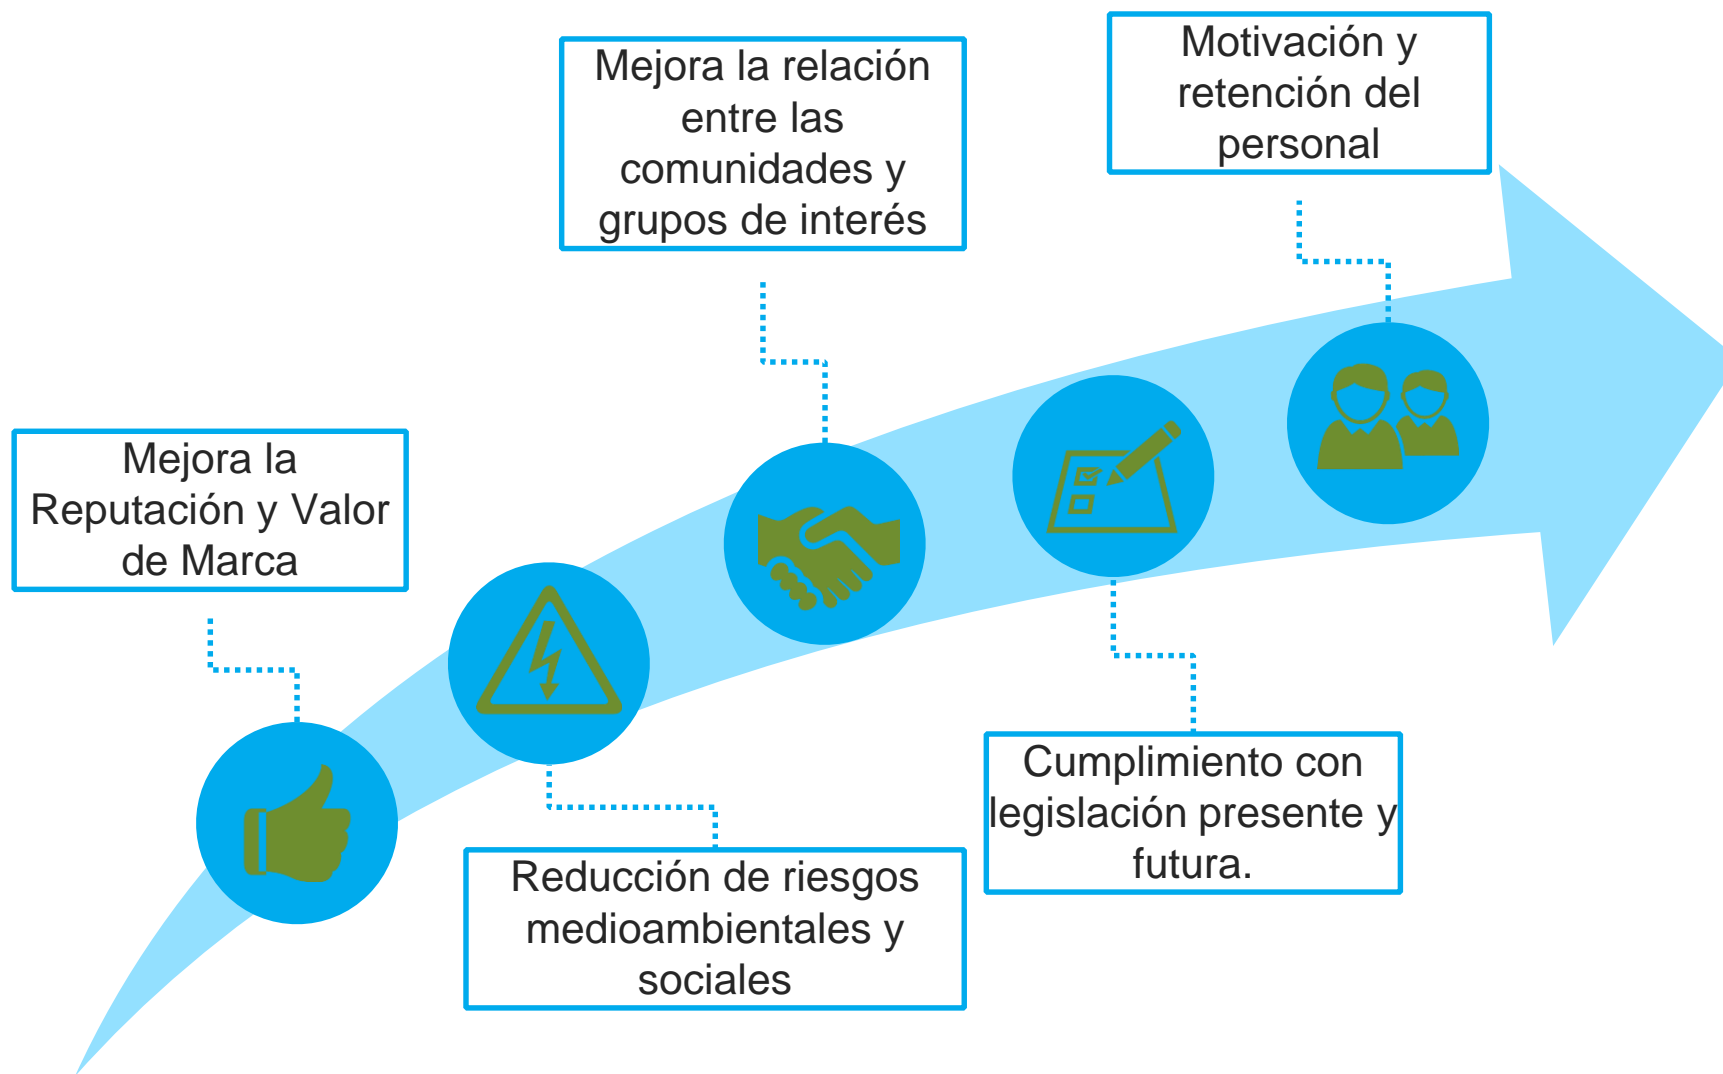 Mejora la
Reputación y Valor
de Marca
Reducción de riesgos
medioambientales y
sociales
Mejora la relación
entre las
comunidades y
grupos de interés
Cumplimiento con
legislación presente y
futura.
Motivación y
retención del
personal